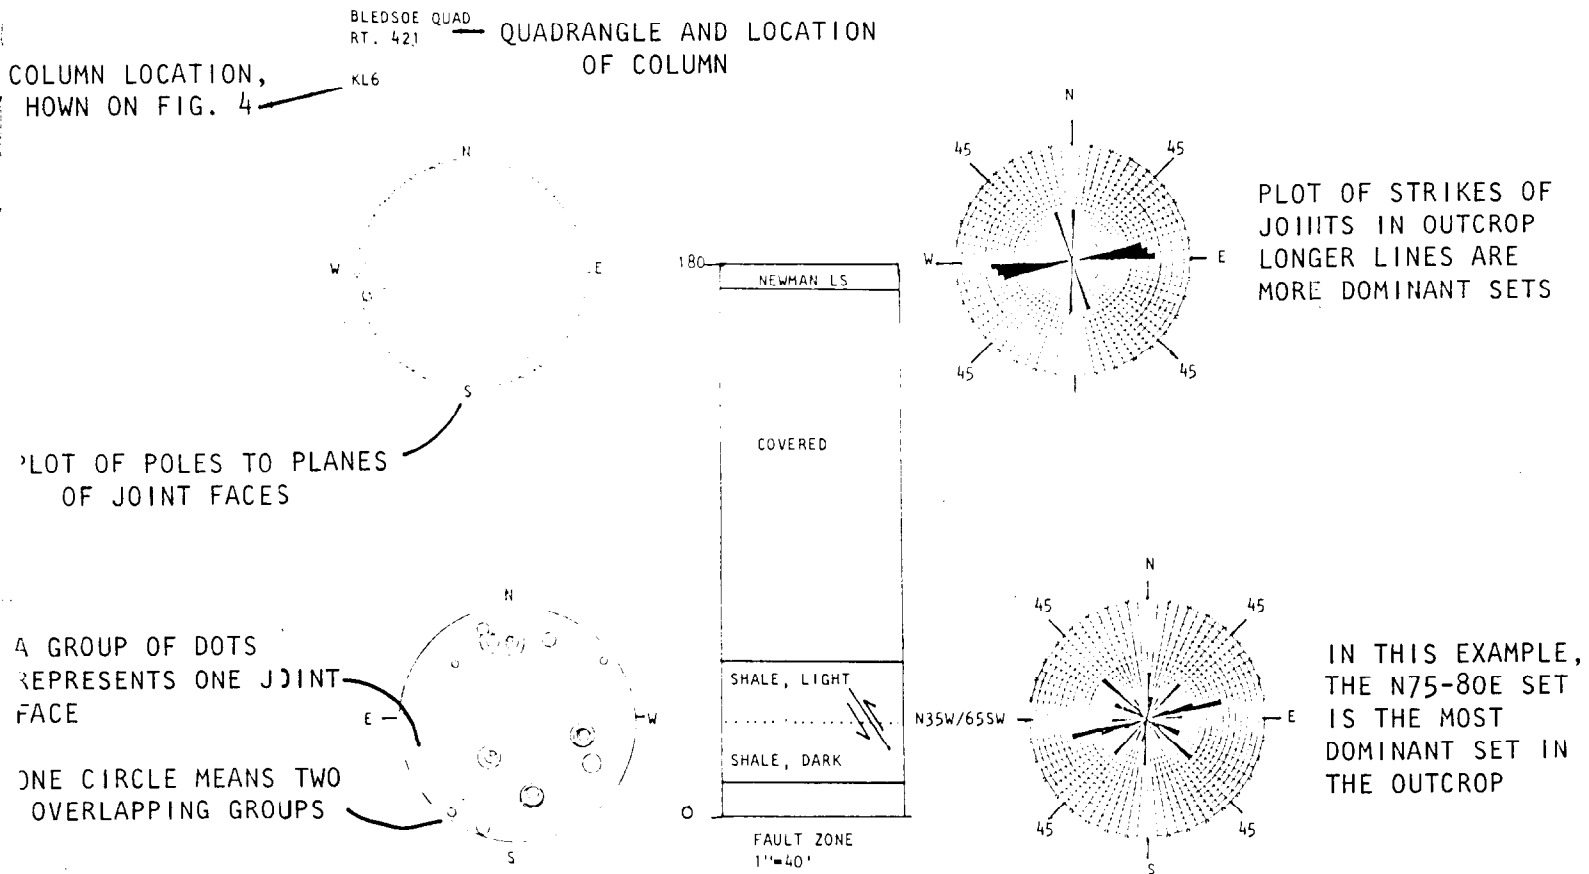 BLEDSOE QUAD
RT. 421
QUADRANGLE AND LOCATION
OF COLUMN
COLUMN LOCATION,
HOWN ON FIG. 4
KL6
N
W
E
S
PLOT OF POLES TO PLANES
OF JOINT FACES
180
NEWMAN LS
COVERED
SHALE, LIGHT
SHALE, DARK
0
FAULT ZONE
1"=40'
N
45
45
W
E
45
45
PLOT OF STRIKES OF
JOINTS IN OUTCROP
LONGER LINES ARE
MORE DOMINANT SETS
A GROUP OF DOTS
REPRESENTS ONE JOINT
FACE
ONE CIRCLE MEANS TWO
OVERLAPPING GROUPS
N
E
W
S
N35W/65SW
N
45
45
E
45
45
S
IN THIS EXAMPLE,
THE N75-80E SET
IS THE MOST
DOMINANT SET IN
THE OUTCROP